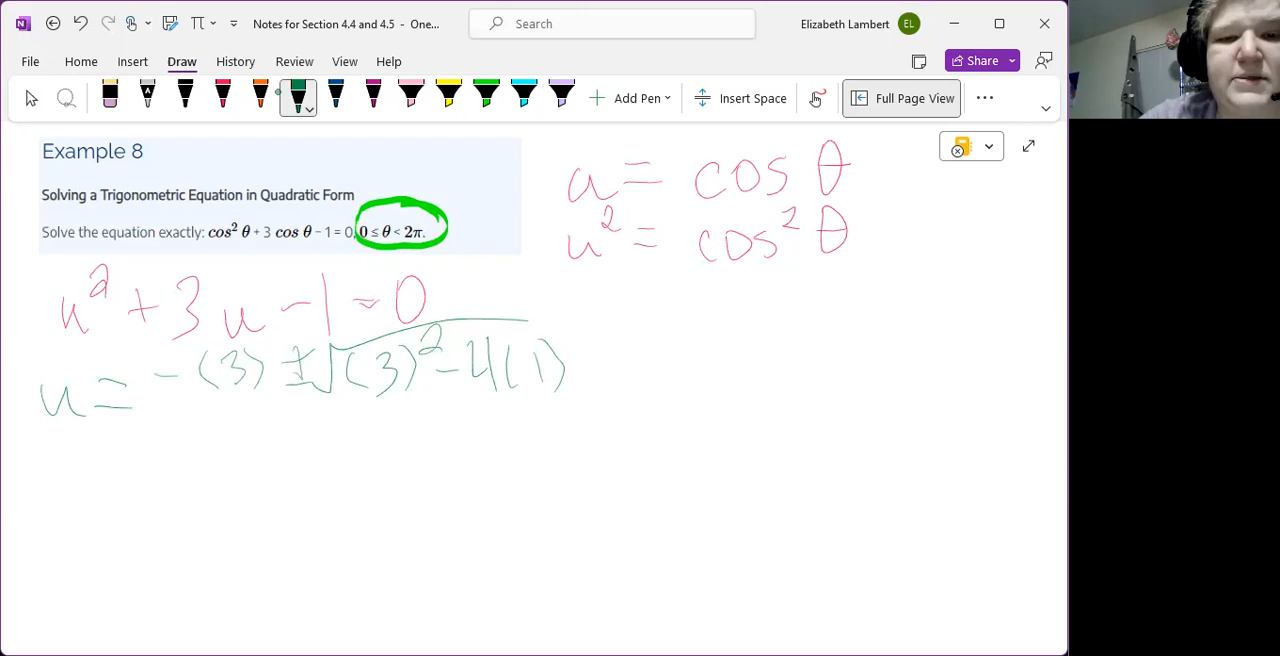 Notes for Section 4.4 and 4.5 - One...
Search
Elizabeth Lambert EL
File Home Insert Draw History Review View Help
Share
Add Pen Insert Space Full Page View
Example 8
Solving a Trigonometric Equation in Quadratic Form
Solve the equation exactly: cos² θ + 3 cos θ − 1 = 0, 0 ≤ θ < 2π.
u = cos θ
u² = cos² θ
u² + 3u − 1 = 0
u = −(3) ± √(3)² − 4(1)